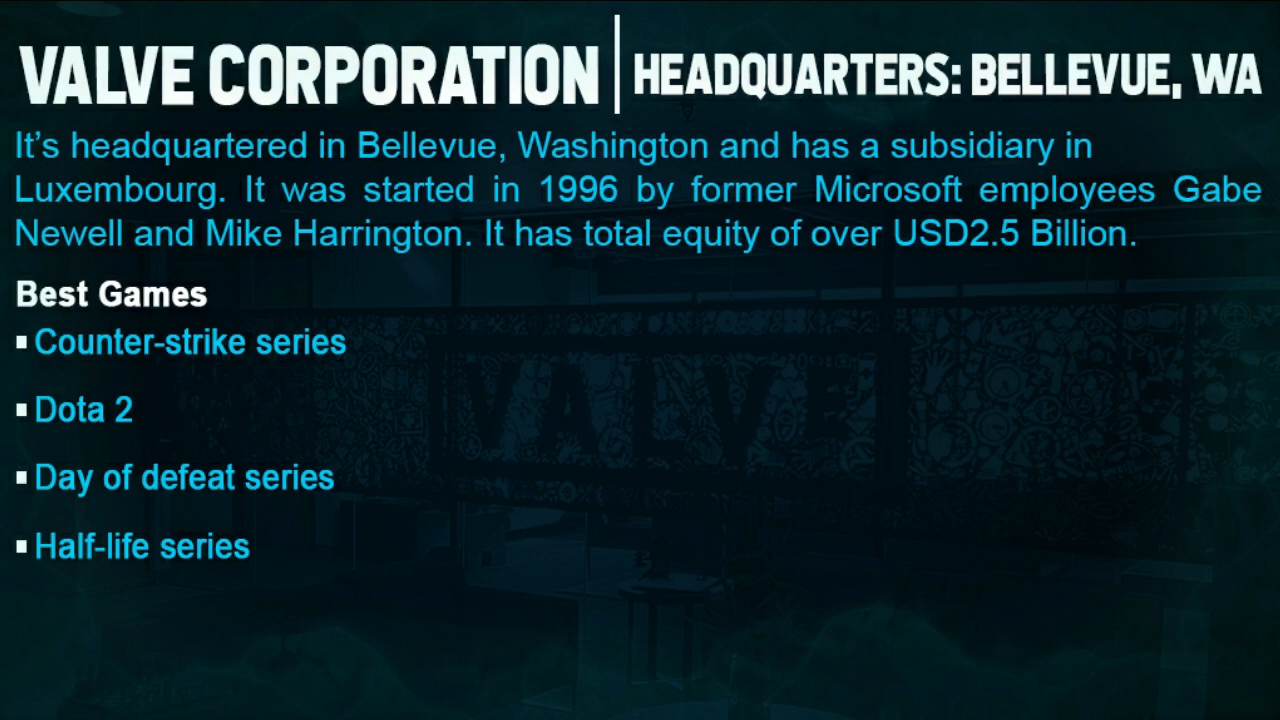 VALVE CORPORATION | HEADQUARTERS: BELLEVUE, WA
It's headquartered in Bellevue, Washington and has a subsidiary in
Luxembourg. It was started in 1996 by former Microsoft employees Gabe
Newell and Mike Harrington. It has total equity of over USD2.5 Billion.
Best Games
▪ Counter-strike series
VALVE
▪ Dota 2
▪ Day of defeat series
▪ Half-life series